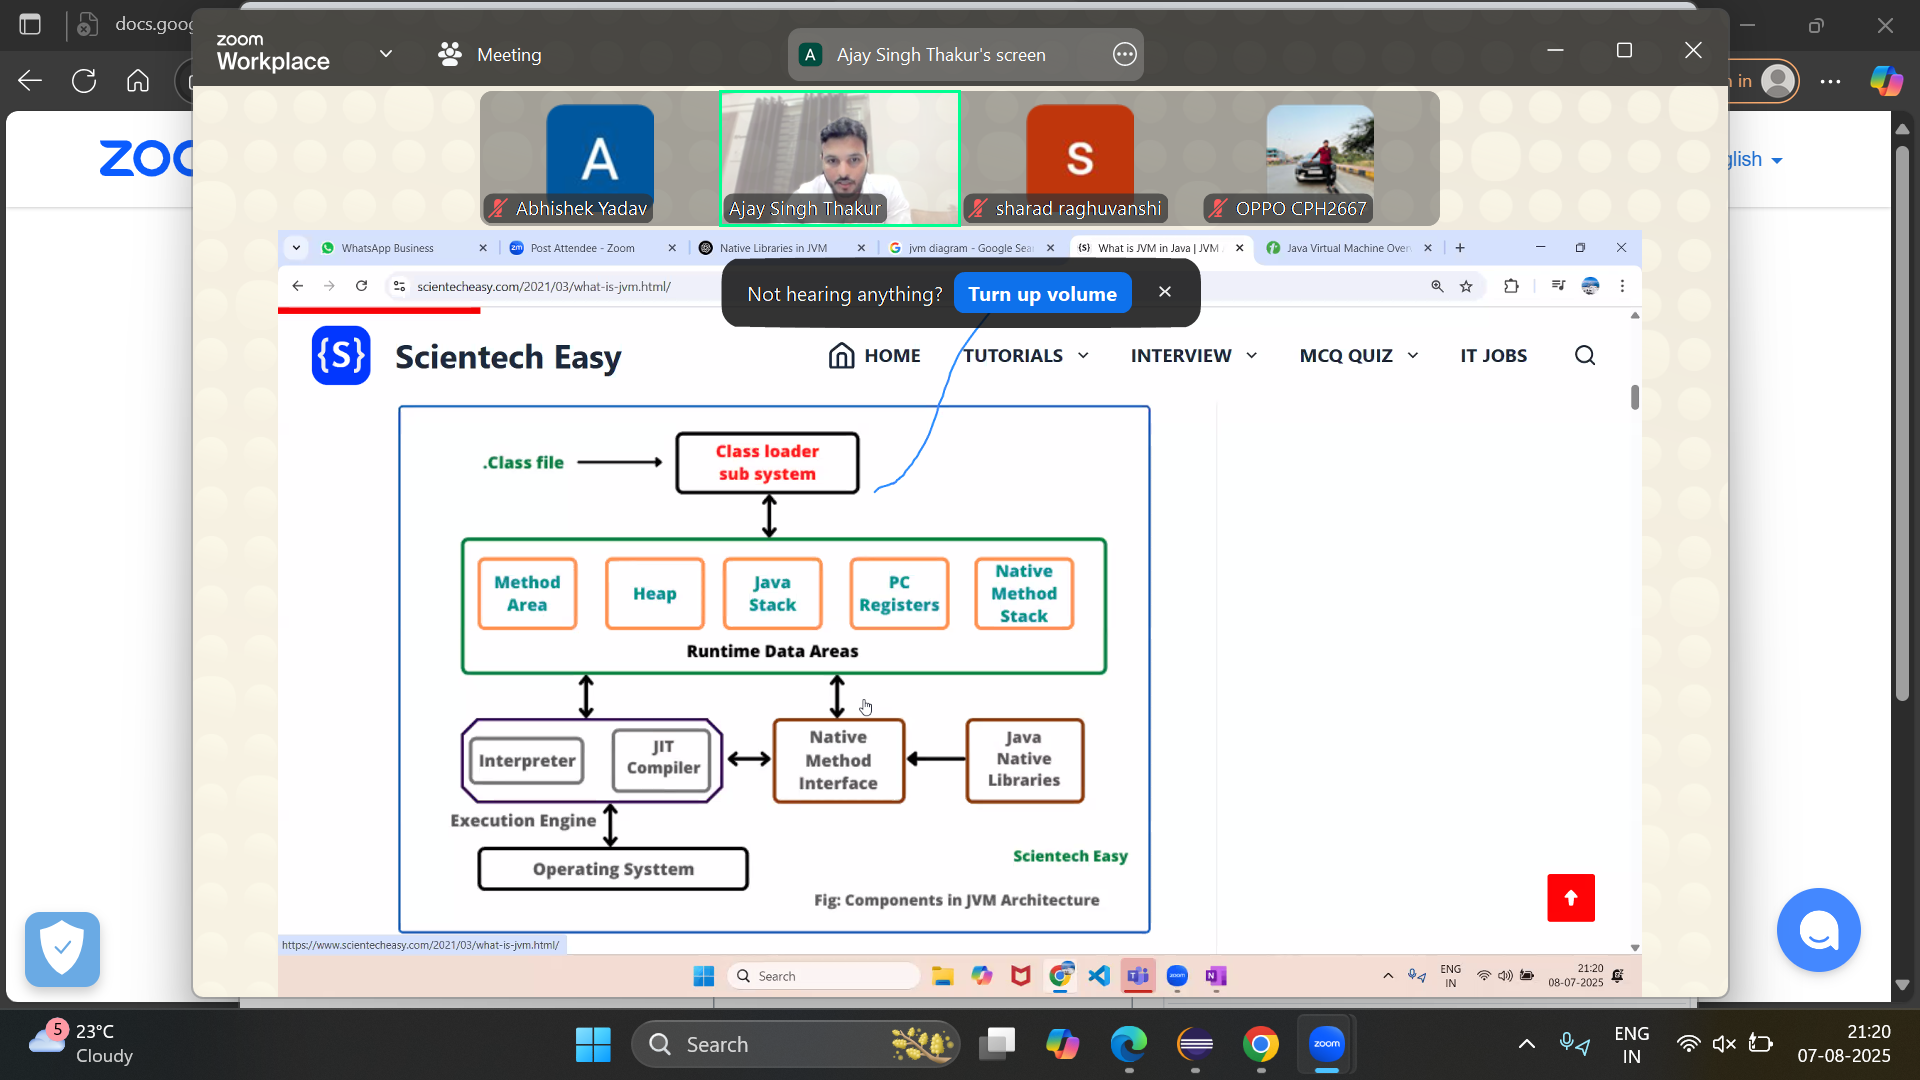 docs.goog
zoom
Workplace
Meeting
A
Ajay Singh Thakur's screen
n in
ZOO
glish
A
Abhishek Yadav
Ajay Singh Thakur
S
sharad raghuvanshi
OPPO CPH2667
WhatsApp Business
zm
Post Attendee - Zoom
Native Libraries in JVM
jvm diagram - Google Sea
{S}
What is JVM in Java | JVM
Java Virtual Machine Over
scientecheasy.com/2021/03/what-is-jvm.html/
Not hearing anything?
Turn up volume
{S}
Scientech Easy
HOME
TUTORIALS
INTERVIEW
MCQ QUIZ
IT JOBS
.Class file
Class loader
sub system
Method
Area
Heap
Java
Stack
PC
Registers
Native
Method
Stack
Runtime Data Areas
Interpreter
JIT
Compiler
Native
Method
Interface
Java
Native
Libraries
Execution Engine
Operating Systtem
Scientech Easy
Fig: Components in JVM Architecture
https://www.scientecheasy.com/2021/03/what-is-jvm.html/
Search
zoom
ENG
IN
21:20
08-07-2025
5
23°C
Cloudy
Search
zoom
ENG
IN
21:20
07-08-2025